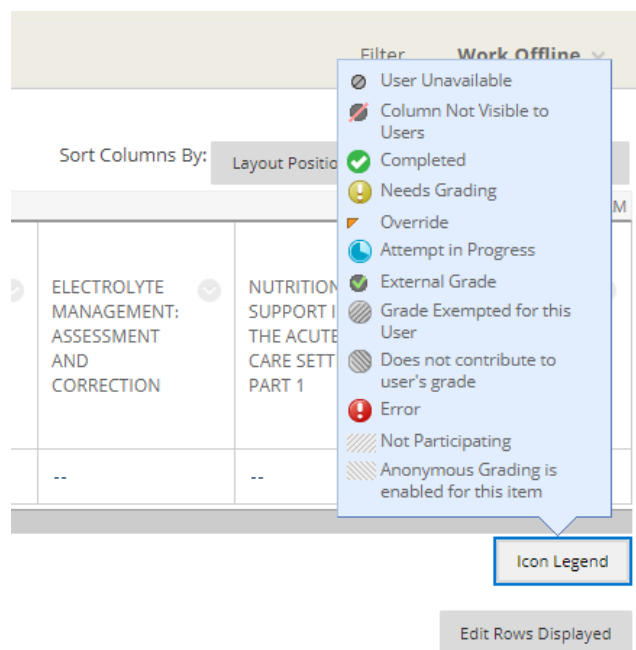 Filter Work Offline
Sort Columns By:
Layout Positio
M
ELECTROLYTE
MANAGEMENT:
ASSESSMENT
AND
CORRECTION
NUTRITION
SUPPORT I
THE ACUTE
CARE SETT
PART 1
--
--
User Unavailable
Column Not Visible to
Users
Completed
Needs Grading
Override
Attempt in Progress
External Grade
Grade Exempted for this
User
Does not contribute to
user's grade
Error
Not Participating
Anonymous Grading is
enabled for this item
Icon Legend
Edit Rows Displayed